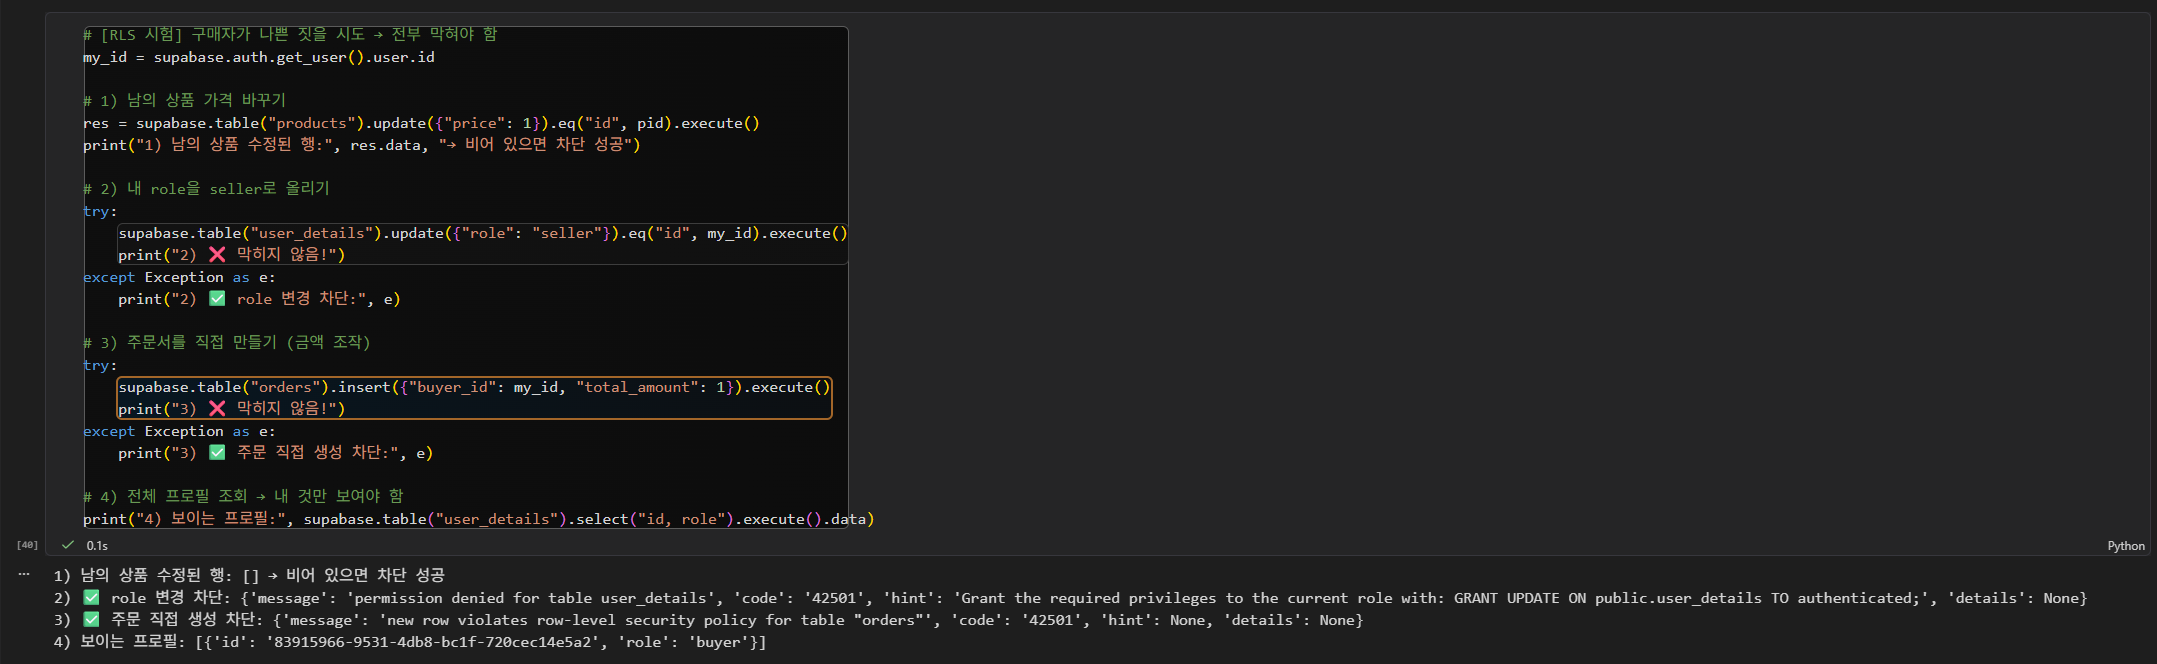 # [RLS 시험] 구매자가 나쁜 짓을 시도 → 전부 막혀야 함
my_id = supabase.auth.get_user().user.id
# 1) 남의 상품 가격 바꾸기
res = supabase.table("products").update({"price": 1}).eq("id", pid).execute()
print("1) 남의 상품 수정된 행:", res.data, "→ 비어 있으면 차단 성공")
# 2) 내 role을 seller로 올리기
try:
    supabase.table("user_details").update({"role": "seller"}).eq("id", my_id).execute()
    print("2) ❌ 막히지 않음!")
except Exception as e:
    print("2) ✅ role 변경 차단:", e)
# 3) 주문서를 직접 만들기 (금액 조작)
try:
    supabase.table("orders").insert({"buyer_id": my_id, "total_amount": 1}).execute()
    print("3) ❌ 막히지 않음!")
except Exception as e:
    print("3) ✅ 주문 직접 생성 차단:", e)
# 4) 전체 프로필 조회 → 내 것만 보여야 함
print("4) 보이는 프로필:", supabase.table("user_details").select("id, role").execute().data)
[40] ✓ 0.1s Python
... 1) 남의 상품 수정된 행: [] → 비어 있으면 차단 성공
2) ✅ role 변경 차단: {'message': 'permission denied for table user_details', 'code': '42501', 'hint': 'Grant the required privileges to the current role with: GRANT UPDATE ON public.user_details TO authenticated;', 'details': None}
3) ✅ 주문 직접 생성 차단: {'message': 'new row violates row-level security policy for table "orders"', 'code': '42501', 'hint': None, 'details': None}
4) 보이는 프로필: [{'id': '83915966-9531-4db8-bc1f-720cec14e5a2', 'role': 'buyer'}]